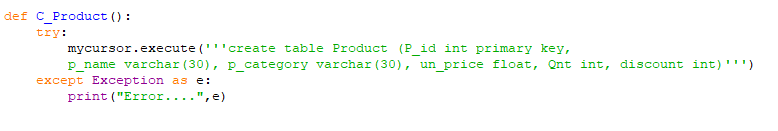 def C_Product():
    try:
        mycursor.execute('''create table Product (P_id int primary key,
        p_name varchar(30), p_category varchar(30), un_price float, Qnt int, discount int)''')
    except Exception as e:
        print("Error....",e)